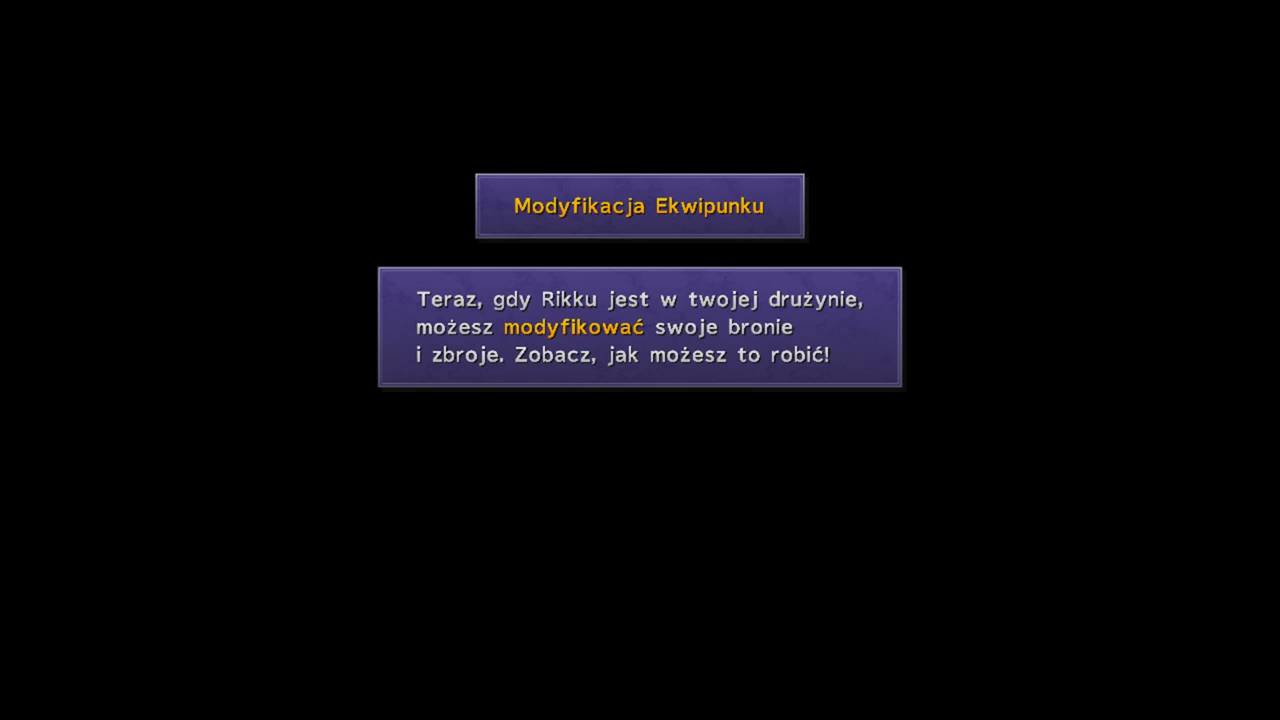 Modyfikacja Ekwipunku
Teraz, gdy Rikku jest w twojej drużynie,
możesz modyfikować swoje bronie
i zbroje. Zobacz, jak możesz to robić!